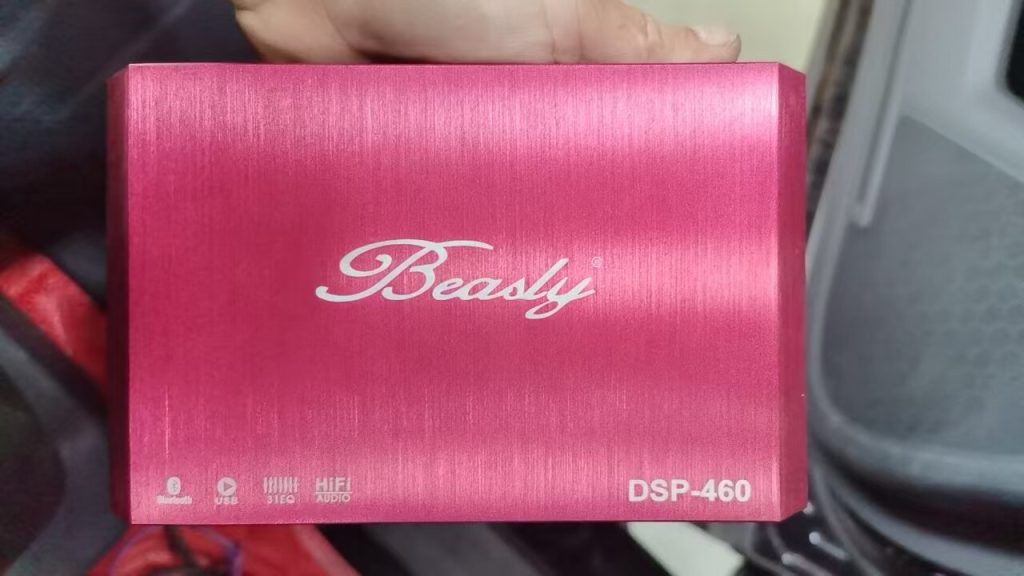 Beasly®
Bluetooth
USB
31EQ
HiFi
AUDIO
DSP-460